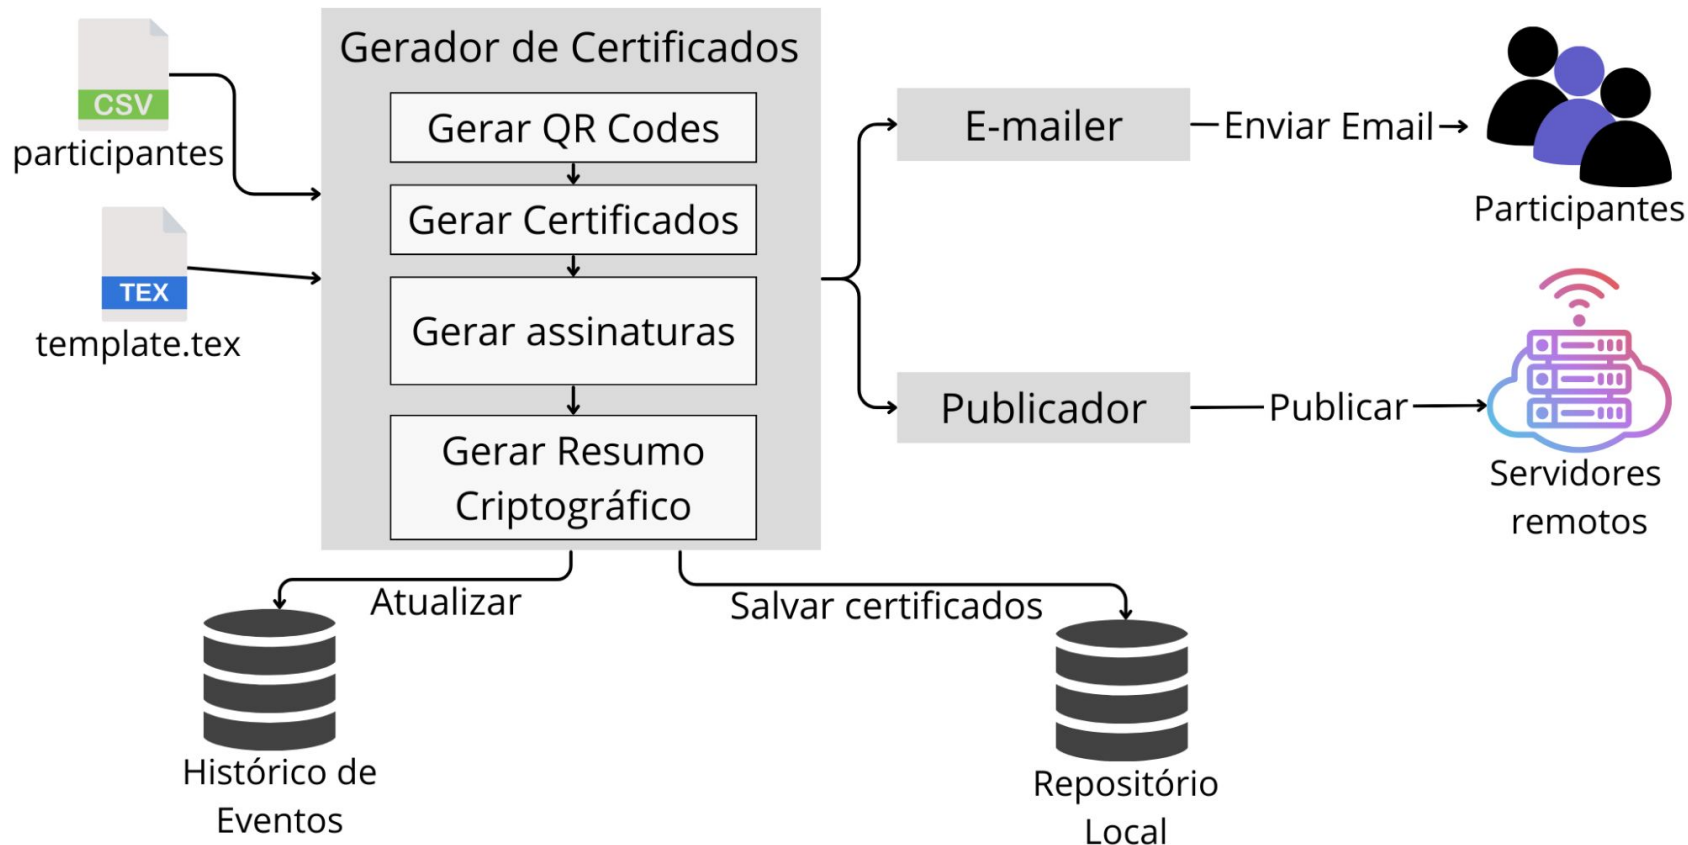 CSV
participantes
TEX
template.tex
Gerador de Certificados
Gerar QR Codes
Gerar Certificados
Gerar assinaturas
Gerar Resumo
Criptográfico
E-mailer
Enviar Email
Participantes
Publicador
Publicar
Servidores
remotos
Atualizar
Salvar certificados
Histórico de
Eventos
Repositório
Local